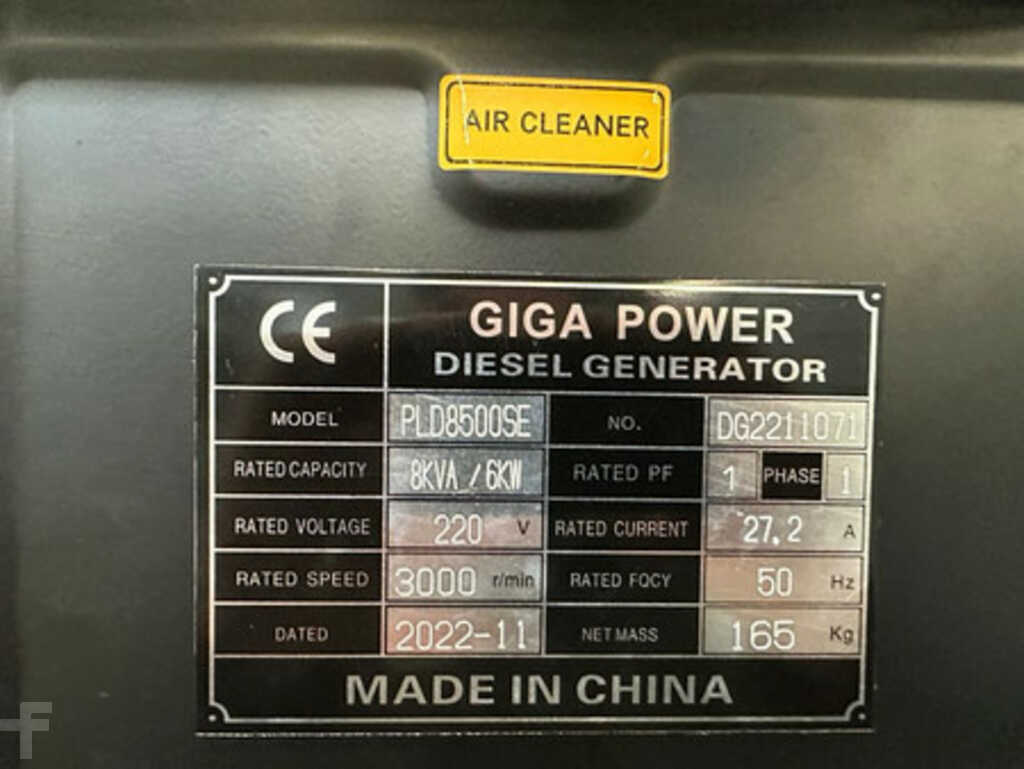 AIR CLEANER
CE
GIGA POWER
DIESEL GENERATOR
MODEL PLD8500SE NO. DG2211071
RATED CAPACITY 8KVA / 6KW RATED PF 1 PHASE 1
RATED VOLTAGE 220 V RATED CURRENT 27.2 A
RATED SPEED 3000 r/min RATED FQCY 50 Hz
DATED 2022-11 NET MASS 165 Kg
MADE IN CHINA
F